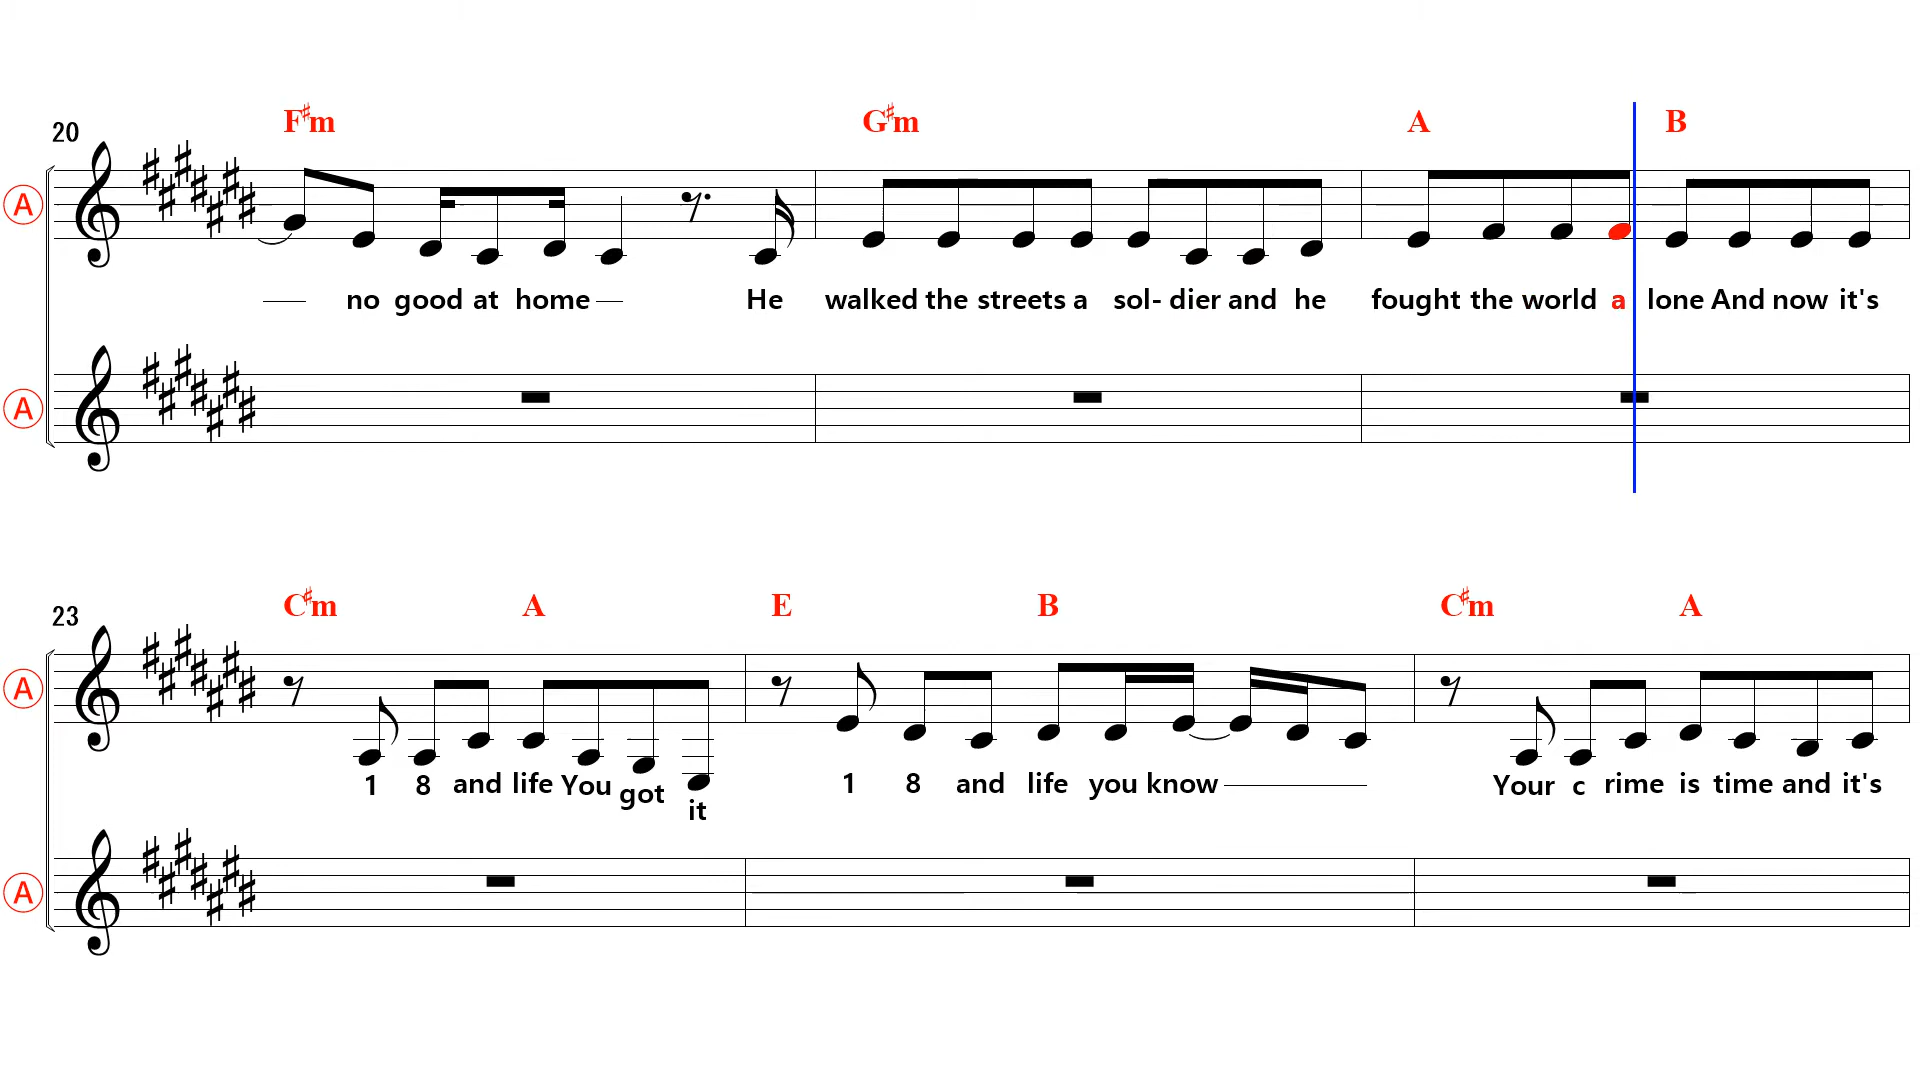 F♯m G♯m A B
20
A
no good at home He walked the streets a sol- dier and he fought the world a lone And now it's
A
C♯m A E B C♯m A
23
A
1 8 and life You got it 1 8 and life you know Your c rime is time and it's
A